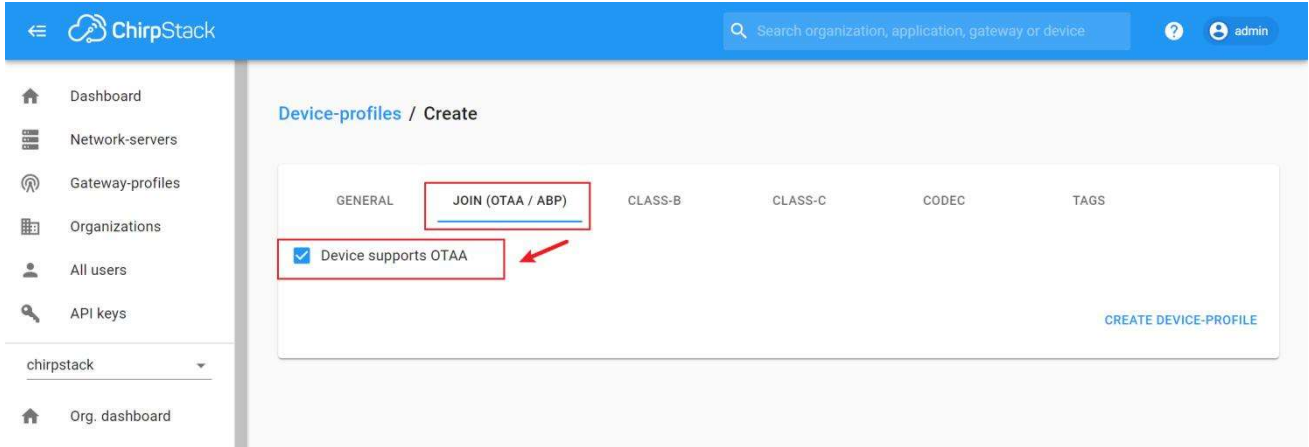 ChirpStack
Search organization, application, gateway or device
? admin
Dashboard
Network-servers
Gateway-profiles
Organizations
All users
API keys
chirpstack
Org. dashboard
Device-profiles / Create
GENERAL JOIN (OTAA / ABP) CLASS-B CLASS-C CODEC TAGS
Device supports OTAA
CREATE DEVICE-PROFILE